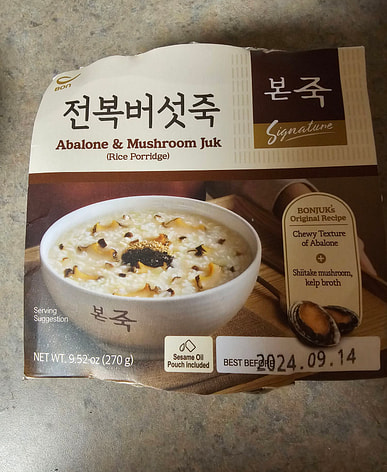 BON
전복버섯죽
Abalone & Mushroom Juk
(Rice Porridge)
본죽
Signature
BONJUK's
Original Recipe
Chewy Texture
of Abalone
+
Shiitake mushroom,
kelp broth
본죽
Serving
Suggestion
NET WT. 9.52 oz (270 g)
Sesame Oil
Pouch included
BEST BEFORE 2024.09.14